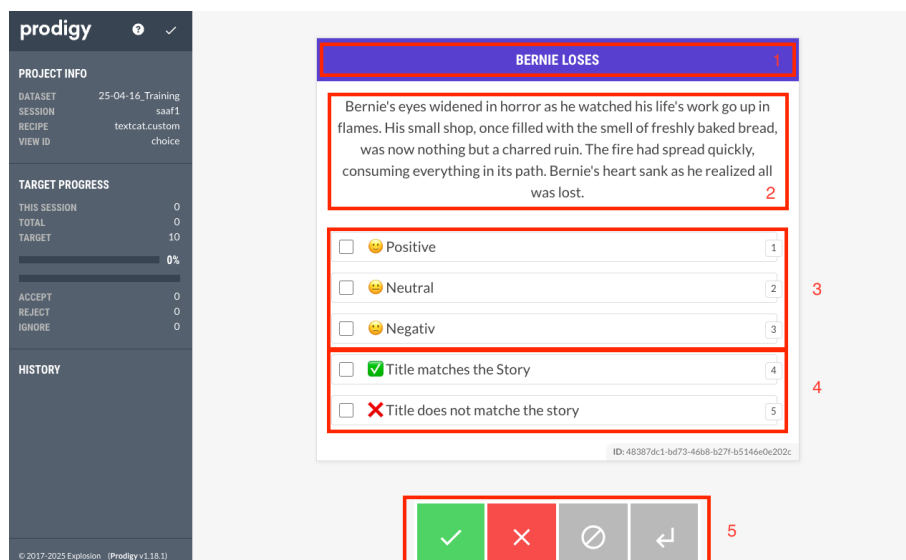 prodigy
PROJECT INFO
DATASET 25-04-16_Training
SESSION saaf1
RECIPE textcat.custom
VIEW ID choice
TARGET PROGRESS
THIS SESSION 0
TOTAL 0
TARGET 10
0%
ACCEPT 0
REJECT 0
IGNORE 0
HISTORY
© 2017-2025 Explosion (Prodigy v1.18.1)
BERNIE LOSES 1
Bernie's eyes widened in horror as he watched his life's work go up in
flames. His small shop, once filled with the smell of freshly baked bread,
was now nothing but a charred ruin. The fire had spread quickly,
consuming everything in its path. Bernie's heart sank as he realized all
was lost. 2
Positive 1
Neutral 2
3
Negativ 3
Title matches the Story 4
4
Title does not matche the story 5
ID: 48387dc1-bd73-46b8-b27f-b5146e0e202c
5